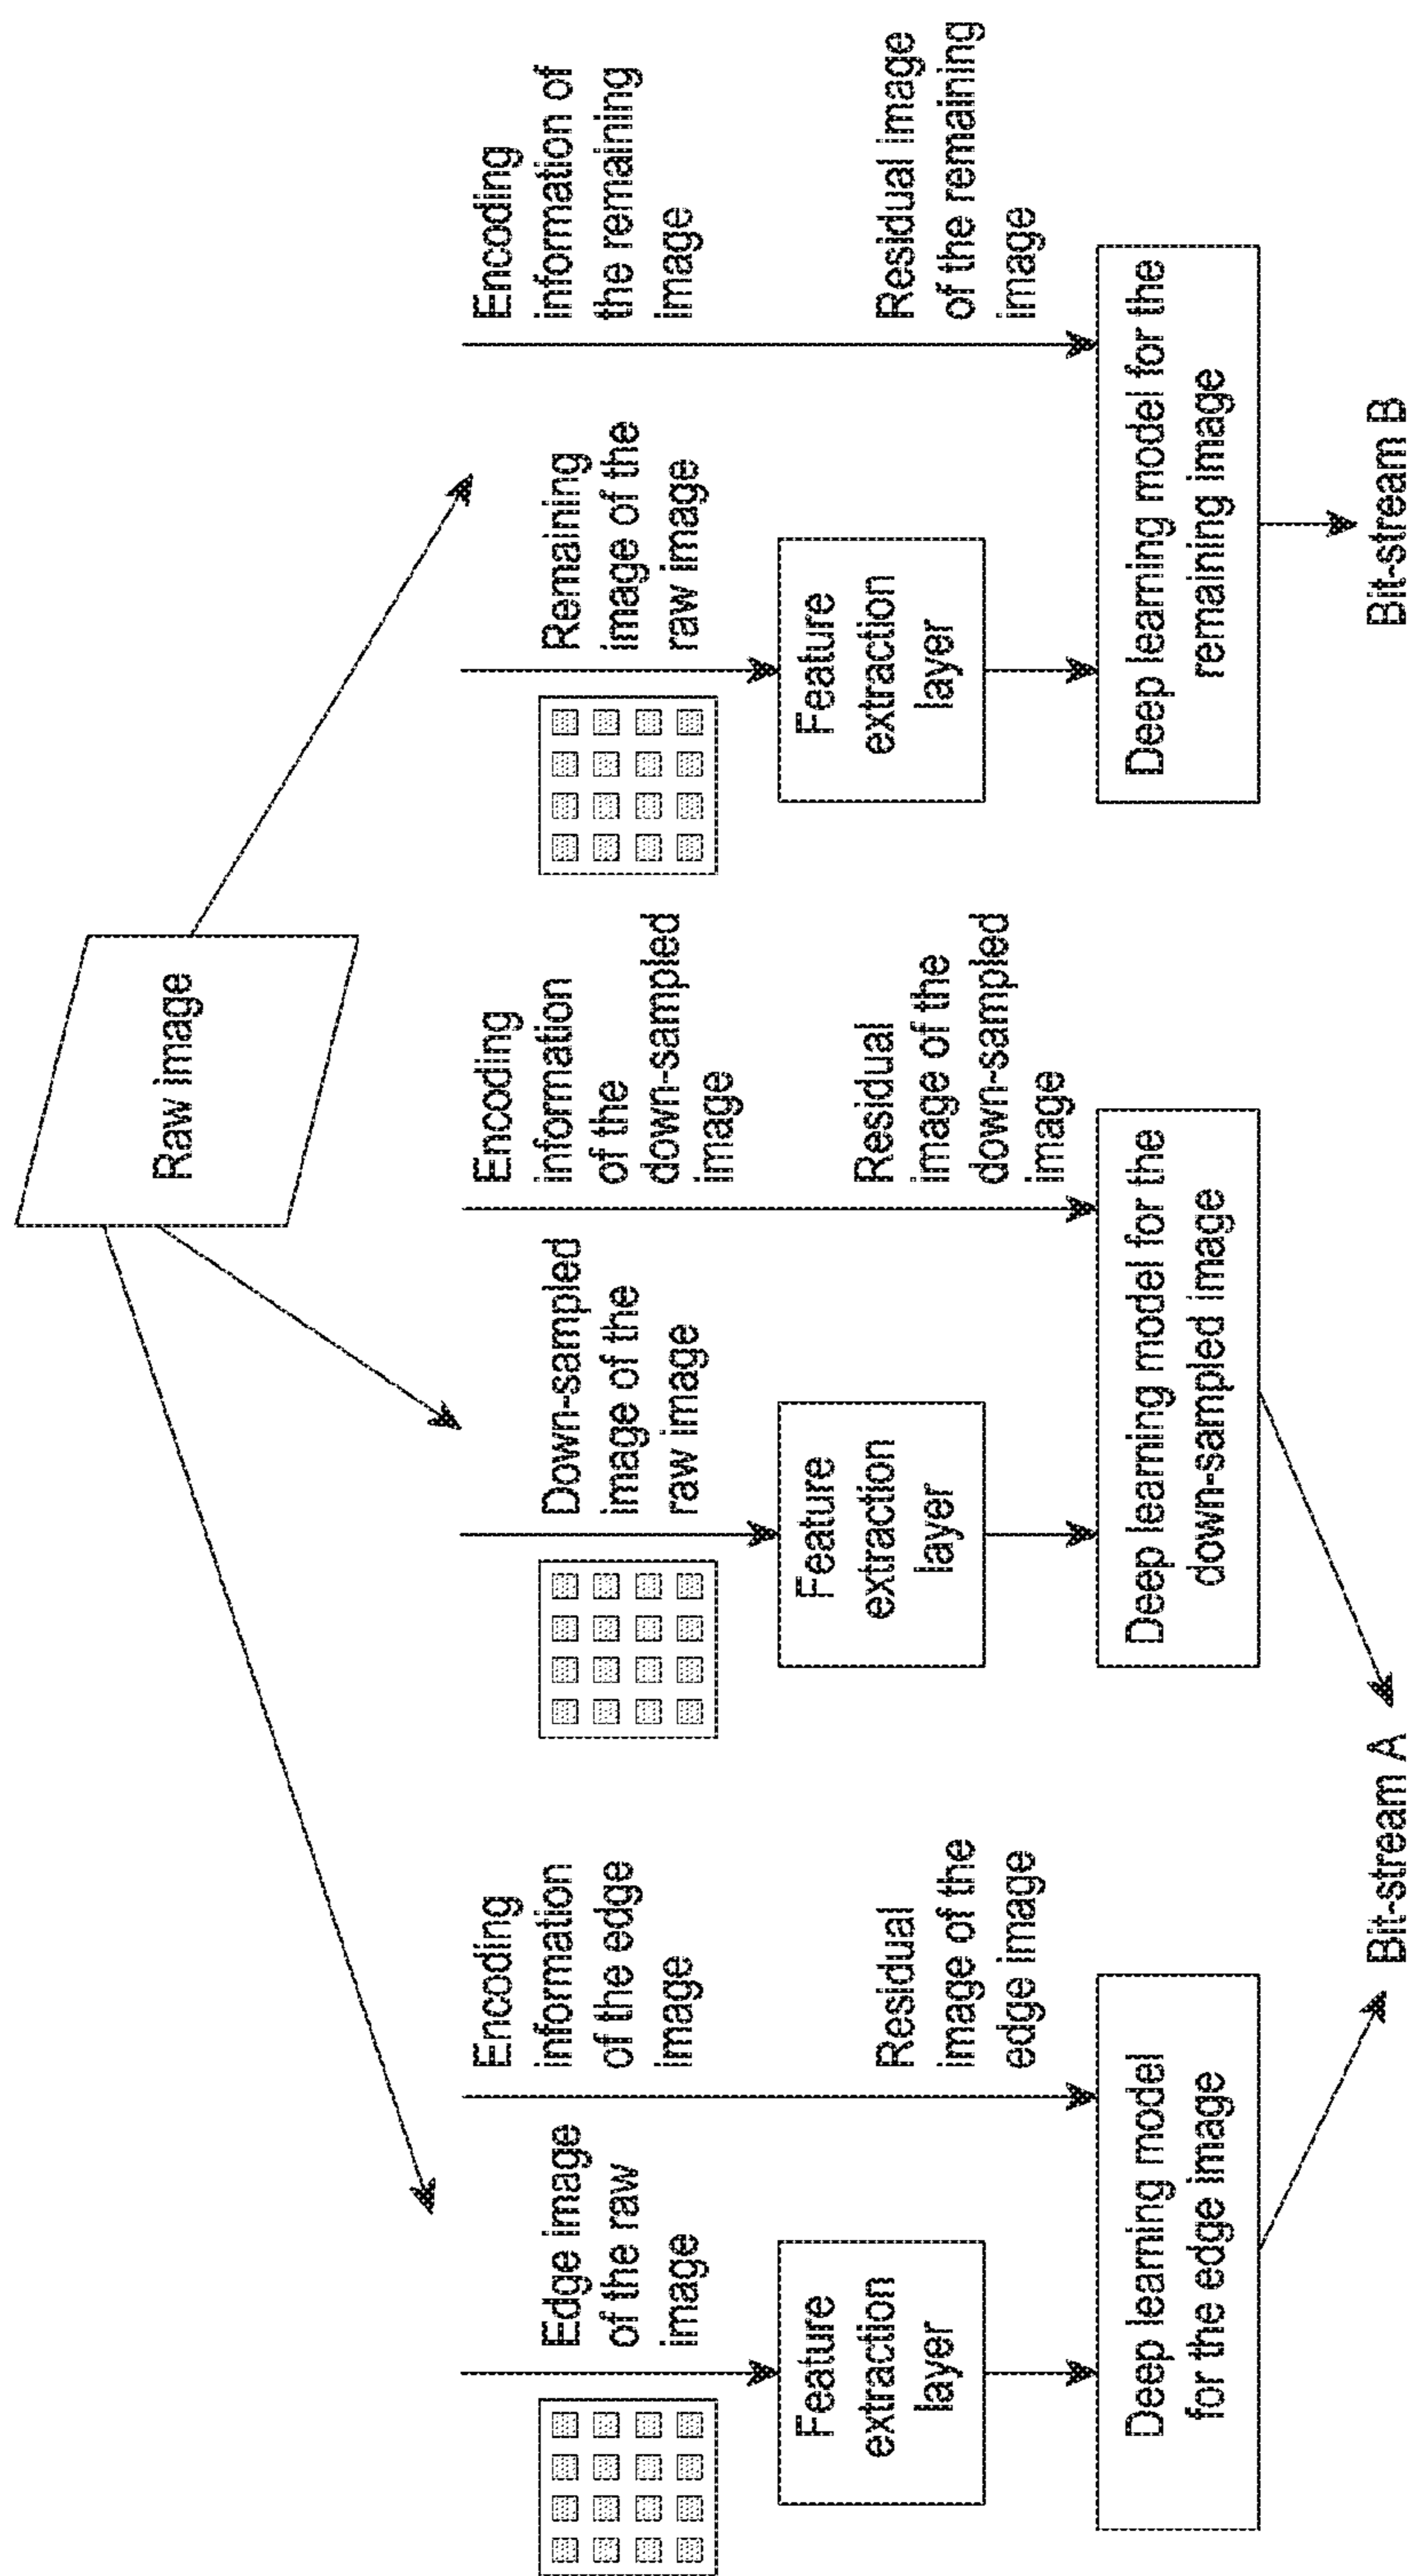 Raw image
Edge image
of the raw
image
Encoding
information
of the edge
image
Feature
extraction
layer
Residual
image of the
edge image
Deep learning model
for the edge image
Down-sampled
image of the
raw image
Encoding
information
of the
down-sampled
image
Feature
extraction
layer
Residual
image of the
down-sampled
image
Deep learning model for the
down-sampled image
Bit-stream A
Remaining
image of the
raw image
Encoding
information of
the remaining
image
Feature
extraction
layer
Residual image
of the remaining
image
Deep learning model for the
remaining image
Bit-stream B